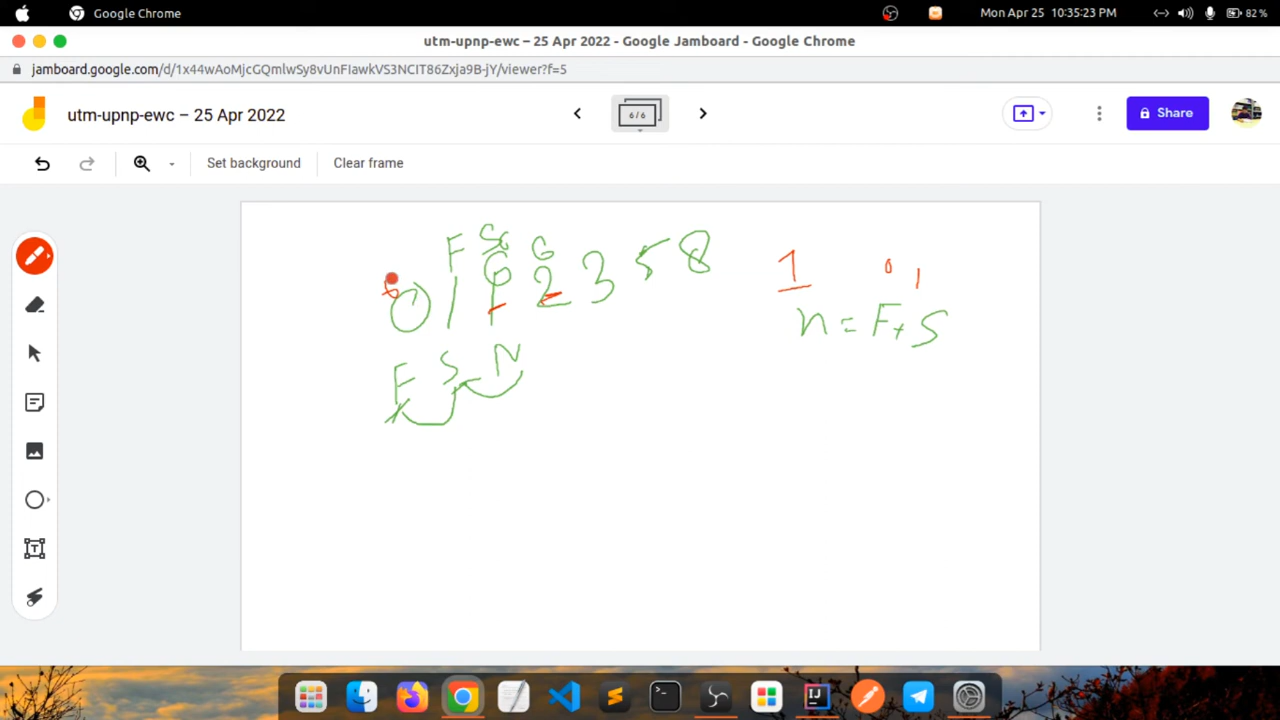 Google Chrome
Mon Apr 25 10:35:23 PM
82 %
utm-upnp-ewc – 25 Apr 2022 - Google Jamboard - Google Chrome
jamboard.google.com/d/1x44wAoMjcGQmlwSy8vUnFIawkVS3NCIT86Zxja9B-jY/viewer?f=5
utm-upnp-ewc – 25 Apr 2022
6 / 6
Share
Set background
Clear frame
F
0 1 1 2 3 5 8
1
0 1
n = F + S
F S N